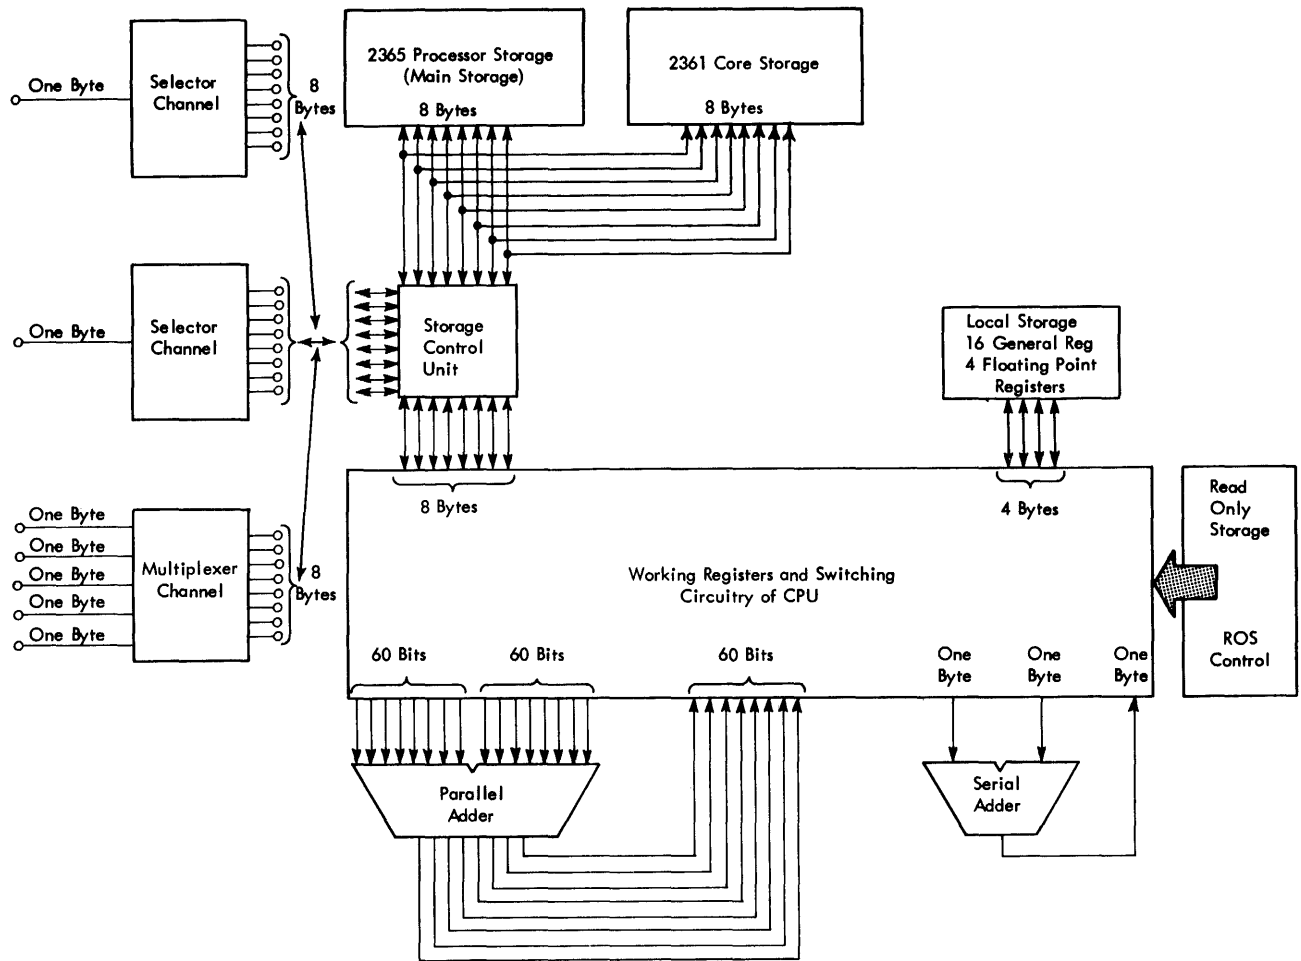 One Byte
Selector
Channel
8
Bytes
2365 Processor Storage
(Main Storage)
8 Bytes
2361 Core Storage
8 Bytes
One Byte
Selector
Channel
Storage
Control
Unit
Local Storage
16 General Reg
4 Floating Point
Registers
One Byte
One Byte
One Byte
One Byte
One Byte
Multiplexer
Channel
8
Bytes
8 Bytes
4 Bytes
Working Registers and Switching
Circuitry of CPU
60 Bits
60 Bits
60 Bits
One
Byte
One
Byte
One
Byte
Read
Only
Storage
ROS
Control
Parallel
Adder
Serial
Adder